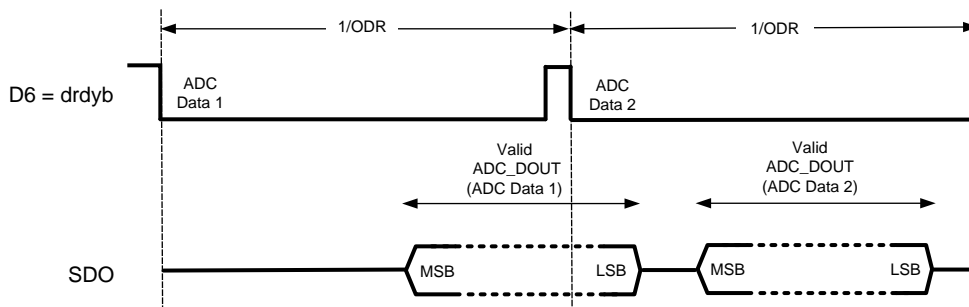 1/ODR
1/ODR
D6 = drdyb
ADC
Data 1
ADC
Data 2
Valid
ADC_DOUT
(ADC Data 1)
Valid
ADC_DOUT
(ADC Data 2)
SDO
MSB
LSB
MSB
LSB